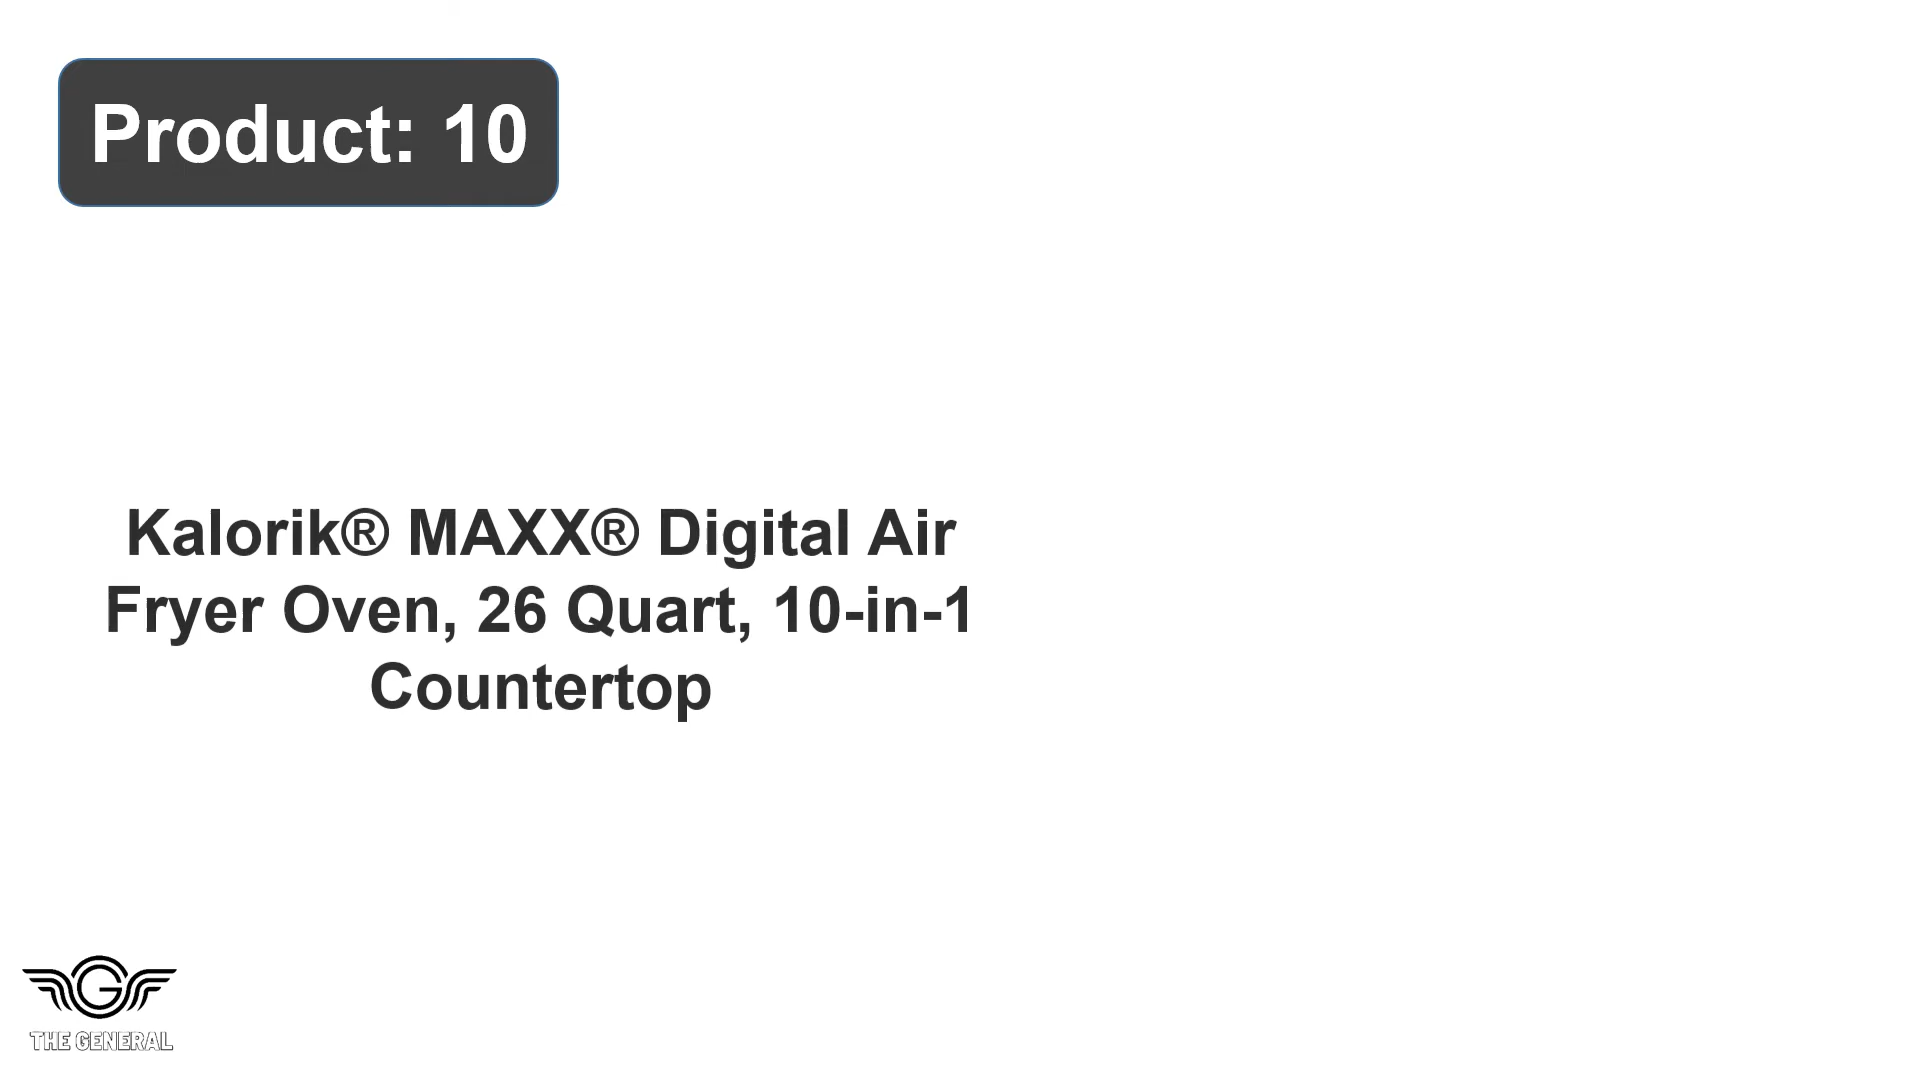 Product: 10
Kalorik® MAXX® Digital Air
Fryer Oven, 26 Quart, 10-in-1
Countertop
G
THE GENERAL